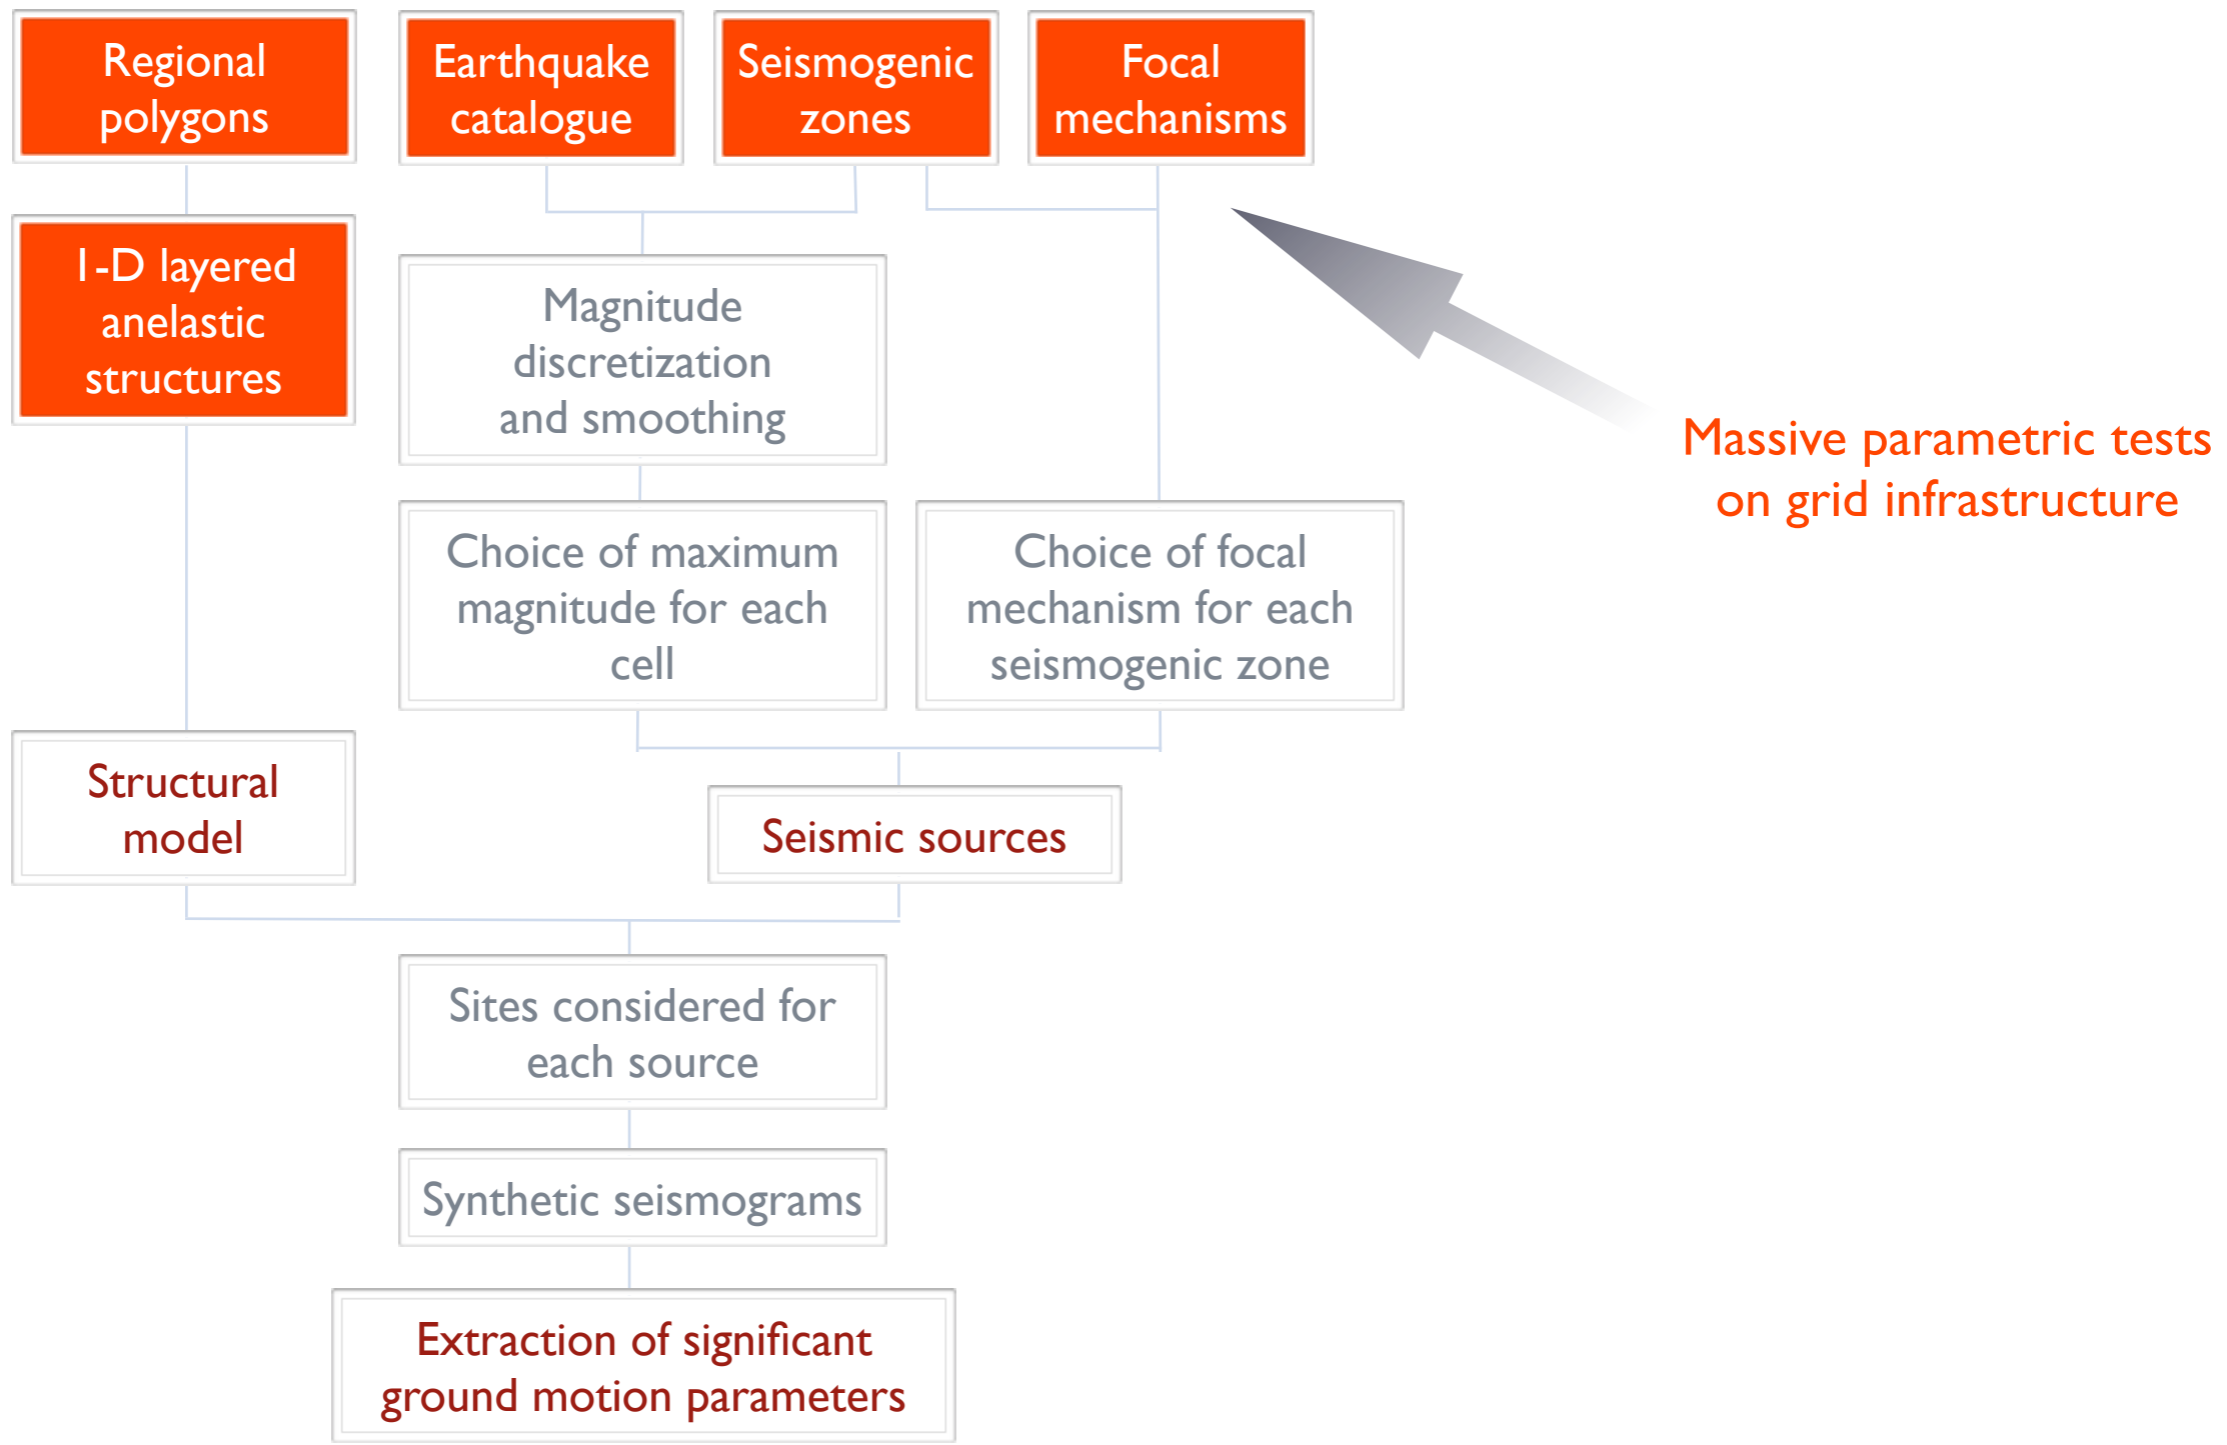 Regional
polygons
Earthquake
catalogue
Seismogenic
zones
Focal
mechanisms
1-D layered
anelastic
structures
Magnitude
discretization
and smoothing
Massive parametric tests
on grid infrastructure
Choice of maximum
magnitude for each
cell
Choice of focal
mechanism for each
seismogenic zone
Structural
model
Seismic sources
Sites considered for
each source
Synthetic seismograms
Extraction of significant
ground motion parameters